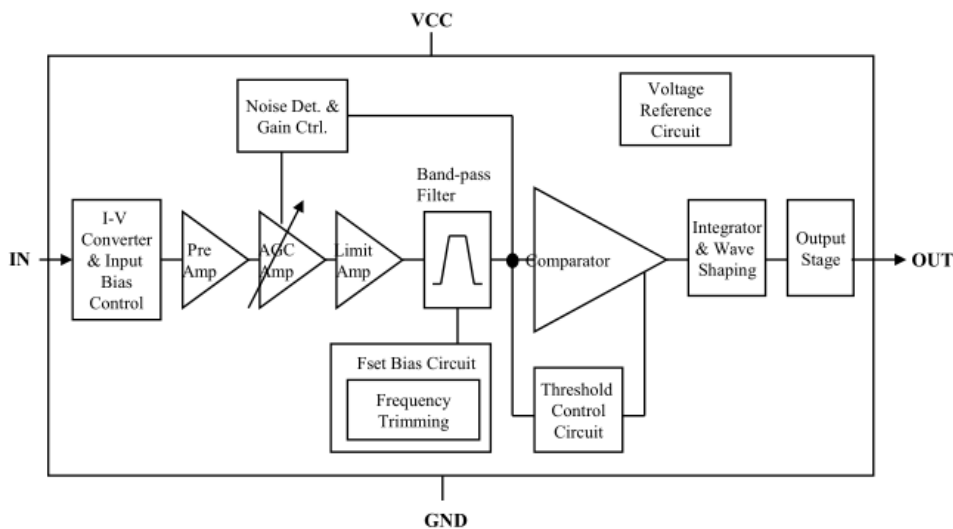 VCC
Noise Det. &
Gain Ctrl.
Voltage
Reference
Circuit
Band-pass
Filter
I-V
Converter
& Input
Bias
Control
Pre
Amp
AGC
Amp
Limit
Amp
Comparator
Integrator
& Wave
Shaping
Output
Stage
IN
OUT
Fset Bias Circuit
Frequency
Trimming
Threshold
Control
Circuit
GND